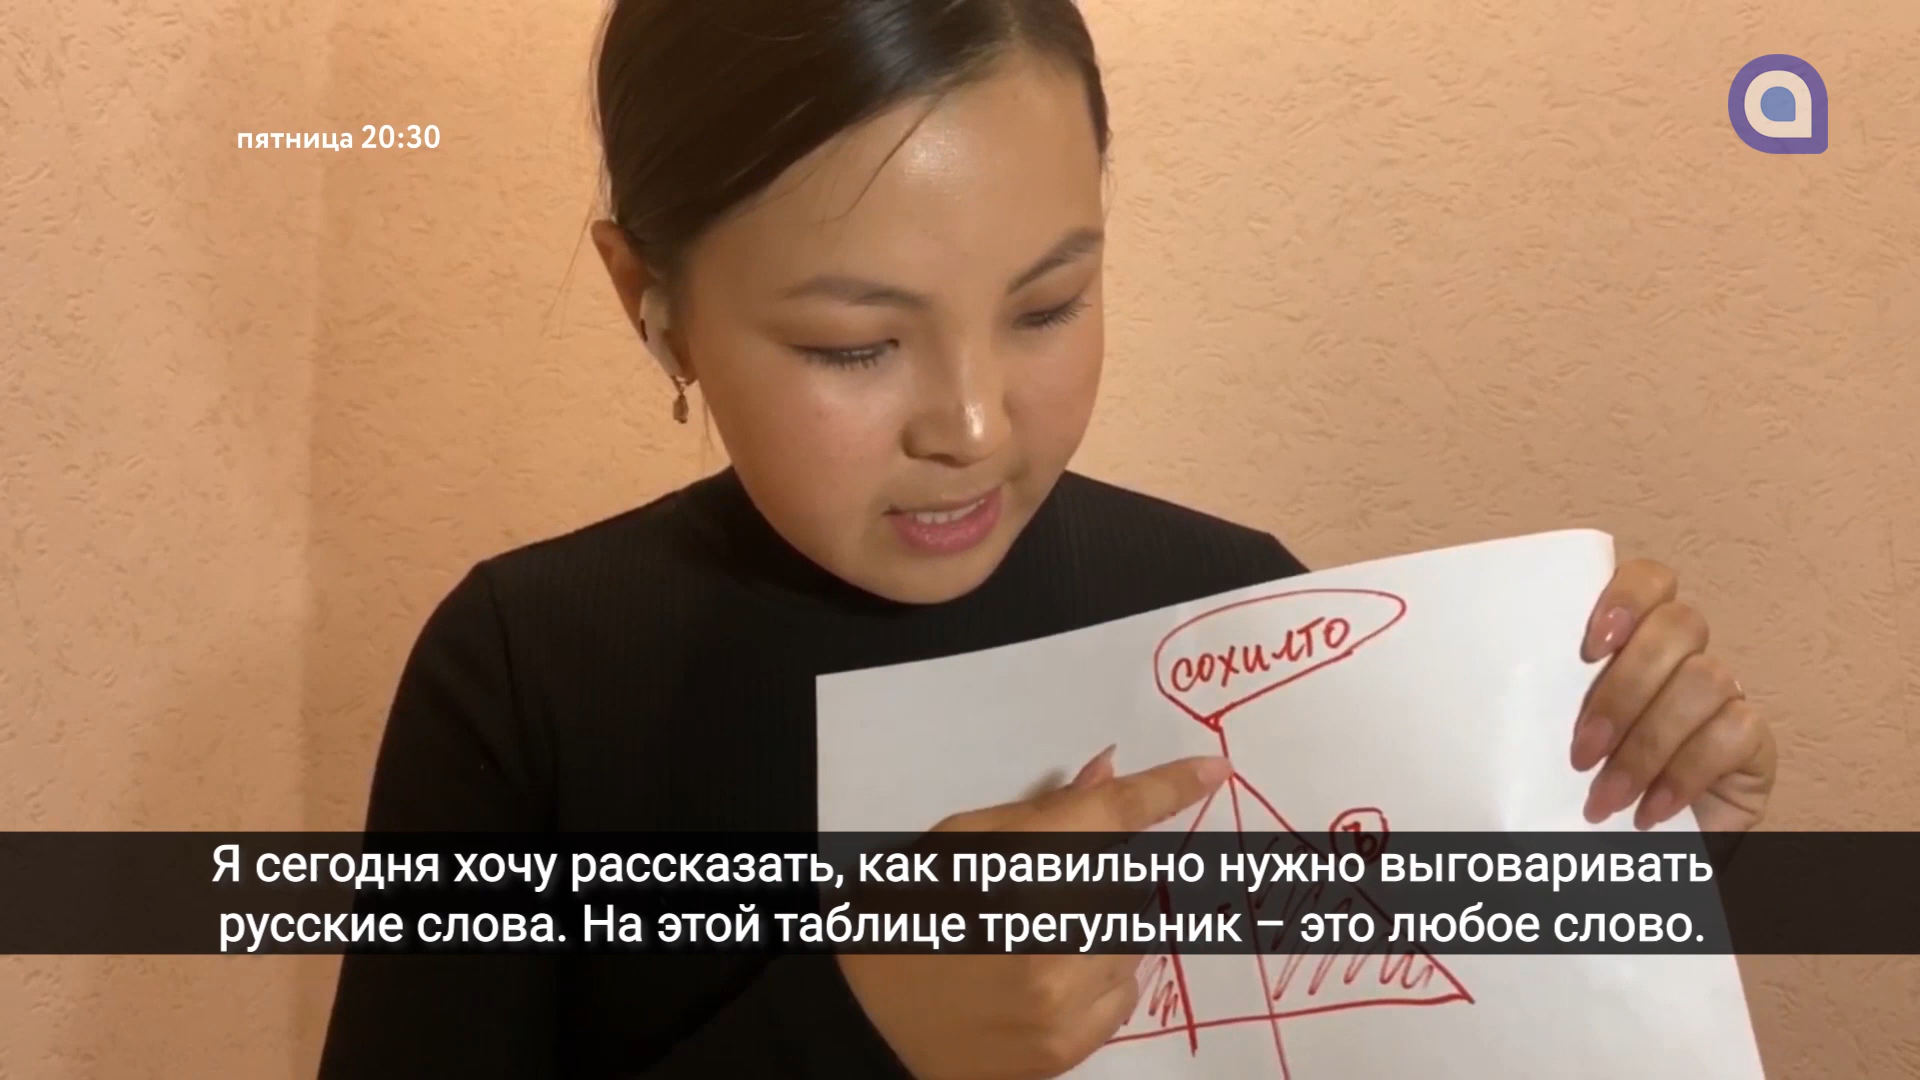 пятница 20:30
сохилто
ъ
Я сегодня хочу рассказать, как правильно нужно выговаривать
русские слова. На этой таблице трегульник – это любое слово.